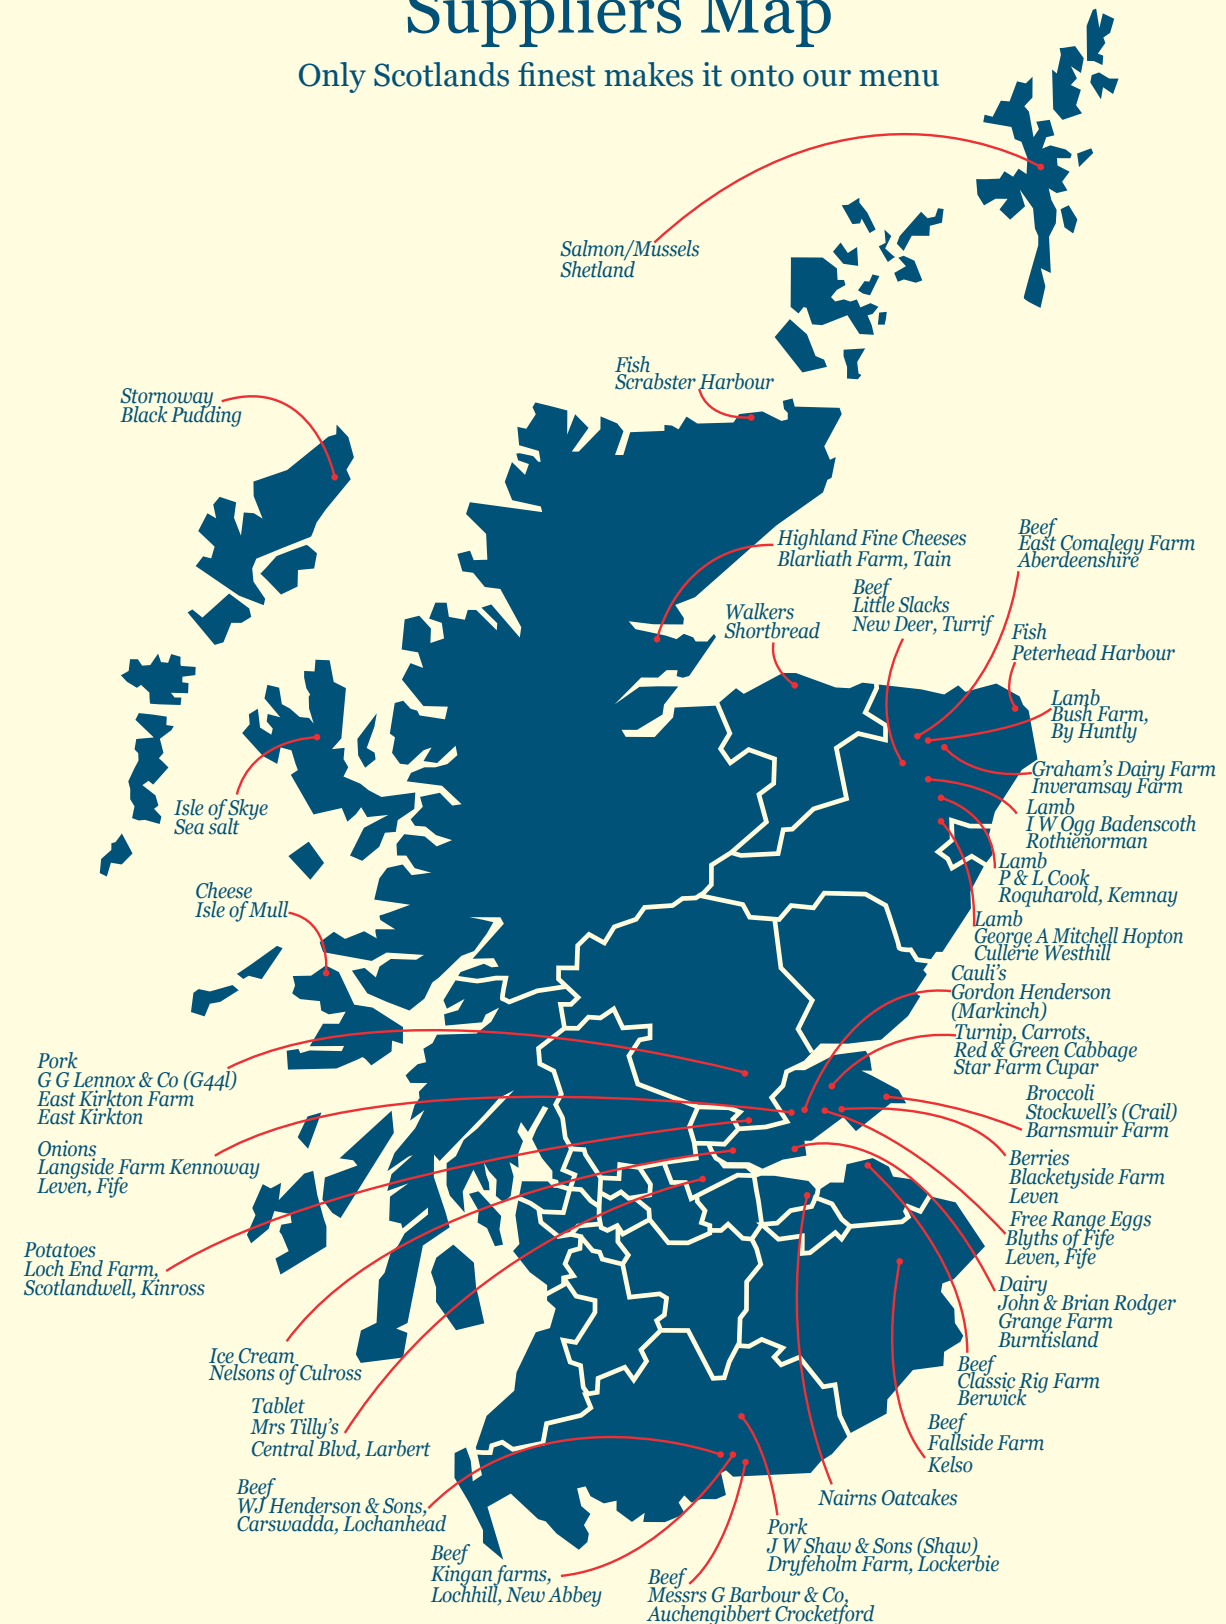 Suppliers Map
Only Scotlands finest makes it onto our menu
Salmon/Mussels
Shetland
Fish
Scrabster Harbour
Stornoway
Black Pudding
Highland Fine Cheeses
Blarliath Farm, Tain
Beef
East Comalegy Farm
Aberdeenshire
Beef
Little Slacks
New Deer, Turrif
Walkers
Shortbread
Fish
Peterhead Harbour
Lamb
Bush Farm,
By Huntly
Graham's Dairy Farm
Inveramsay Farm
Isle of Skye
Sea salt
Lamb
I W Ogg Badenscoth
Rothienorman
Lamb
P & L Cook
Roquharold, Kemnay
Cheese
Isle of Mull
Lamb
George A Mitchell Hopton
Cullerie Westhill
Cauli's
Gordon Henderson
(Markinch)
Turnip, Carrots,
Red & Green Cabbage
Star Farm Cupar
Pork
G G Lennox & Co (G44l)
East Kirkton Farm
East Kirkton
Broccoli
Stockwell's (Crail)
Barnsmuir Farm
Onions
Langside Farm Kennoway
Leven, Fife
Berries
Blacketyside Farm
Leven
Free Range Eggs
Blyths of Fife
Leven, Fife
Potatoes
Loch End Farm,
Scotlandwell, Kinross
Dairy
John & Brian Rodger
Grange Farm
Burntisland
Ice Cream
Nelsons of Culross
Beef
Classic Rig Farm
Berwick
Tablet
Mrs Tilly's
Central Blvd, Larbert
Beef
Fallside Farm
Kelso
Beef
WJ Henderson & Sons,
Carswadda, Lochanhead
Nairns Oatcakes
Pork
J W Shaw & Sons (Shaw)
Dryfeholm Farm, Lockerbie
Beef
Kingan farms,
Lochhill, New Abbey
Beef
Messrs G Barbour & Co,
Auchengibbert Crocketford